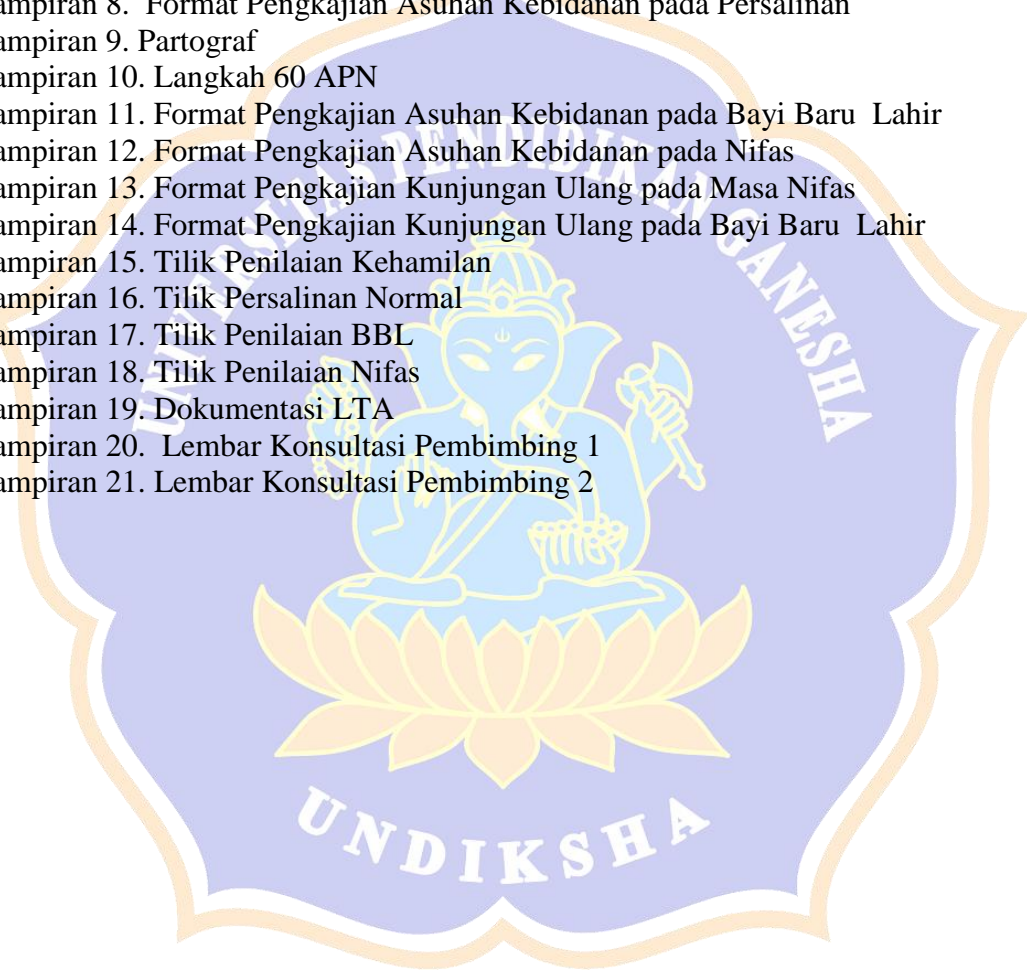 ampiran 8.  Format Pengkajian Asuhan Kebidanan pada Persalinan
ampiran 9. Partograf
ampiran 10. Langkah 60 APN
ampiran 11. Format Pengkajian Asuhan Kebidanan pada Bayi Baru  Lahir
ampiran 12. Format Pengkajian Asuhan Kebidanan pada Nifas
ampiran 13. Format Pengkajian Kunjungan Ulang pada Masa Nifas
ampiran 14. Format Pengkajian Kunjungan Ulang pada Bayi Baru  Lahir
ampiran 15. Tilik Penilaian Kehamilan
ampiran 16. Tilik Persalinan Normal
ampiran 17. Tilik Penilaian BBL
ampiran 18. Tilik Penilaian Nifas
ampiran 19. Dokumentasi LTA
ampiran 20.  Lembar Konsultasi Pembimbing 1
ampiran 21. Lembar Konsultasi Pembimbing 2
UNIVERSITAS PENDIDIKAN GANESHA
UNDIKSHA